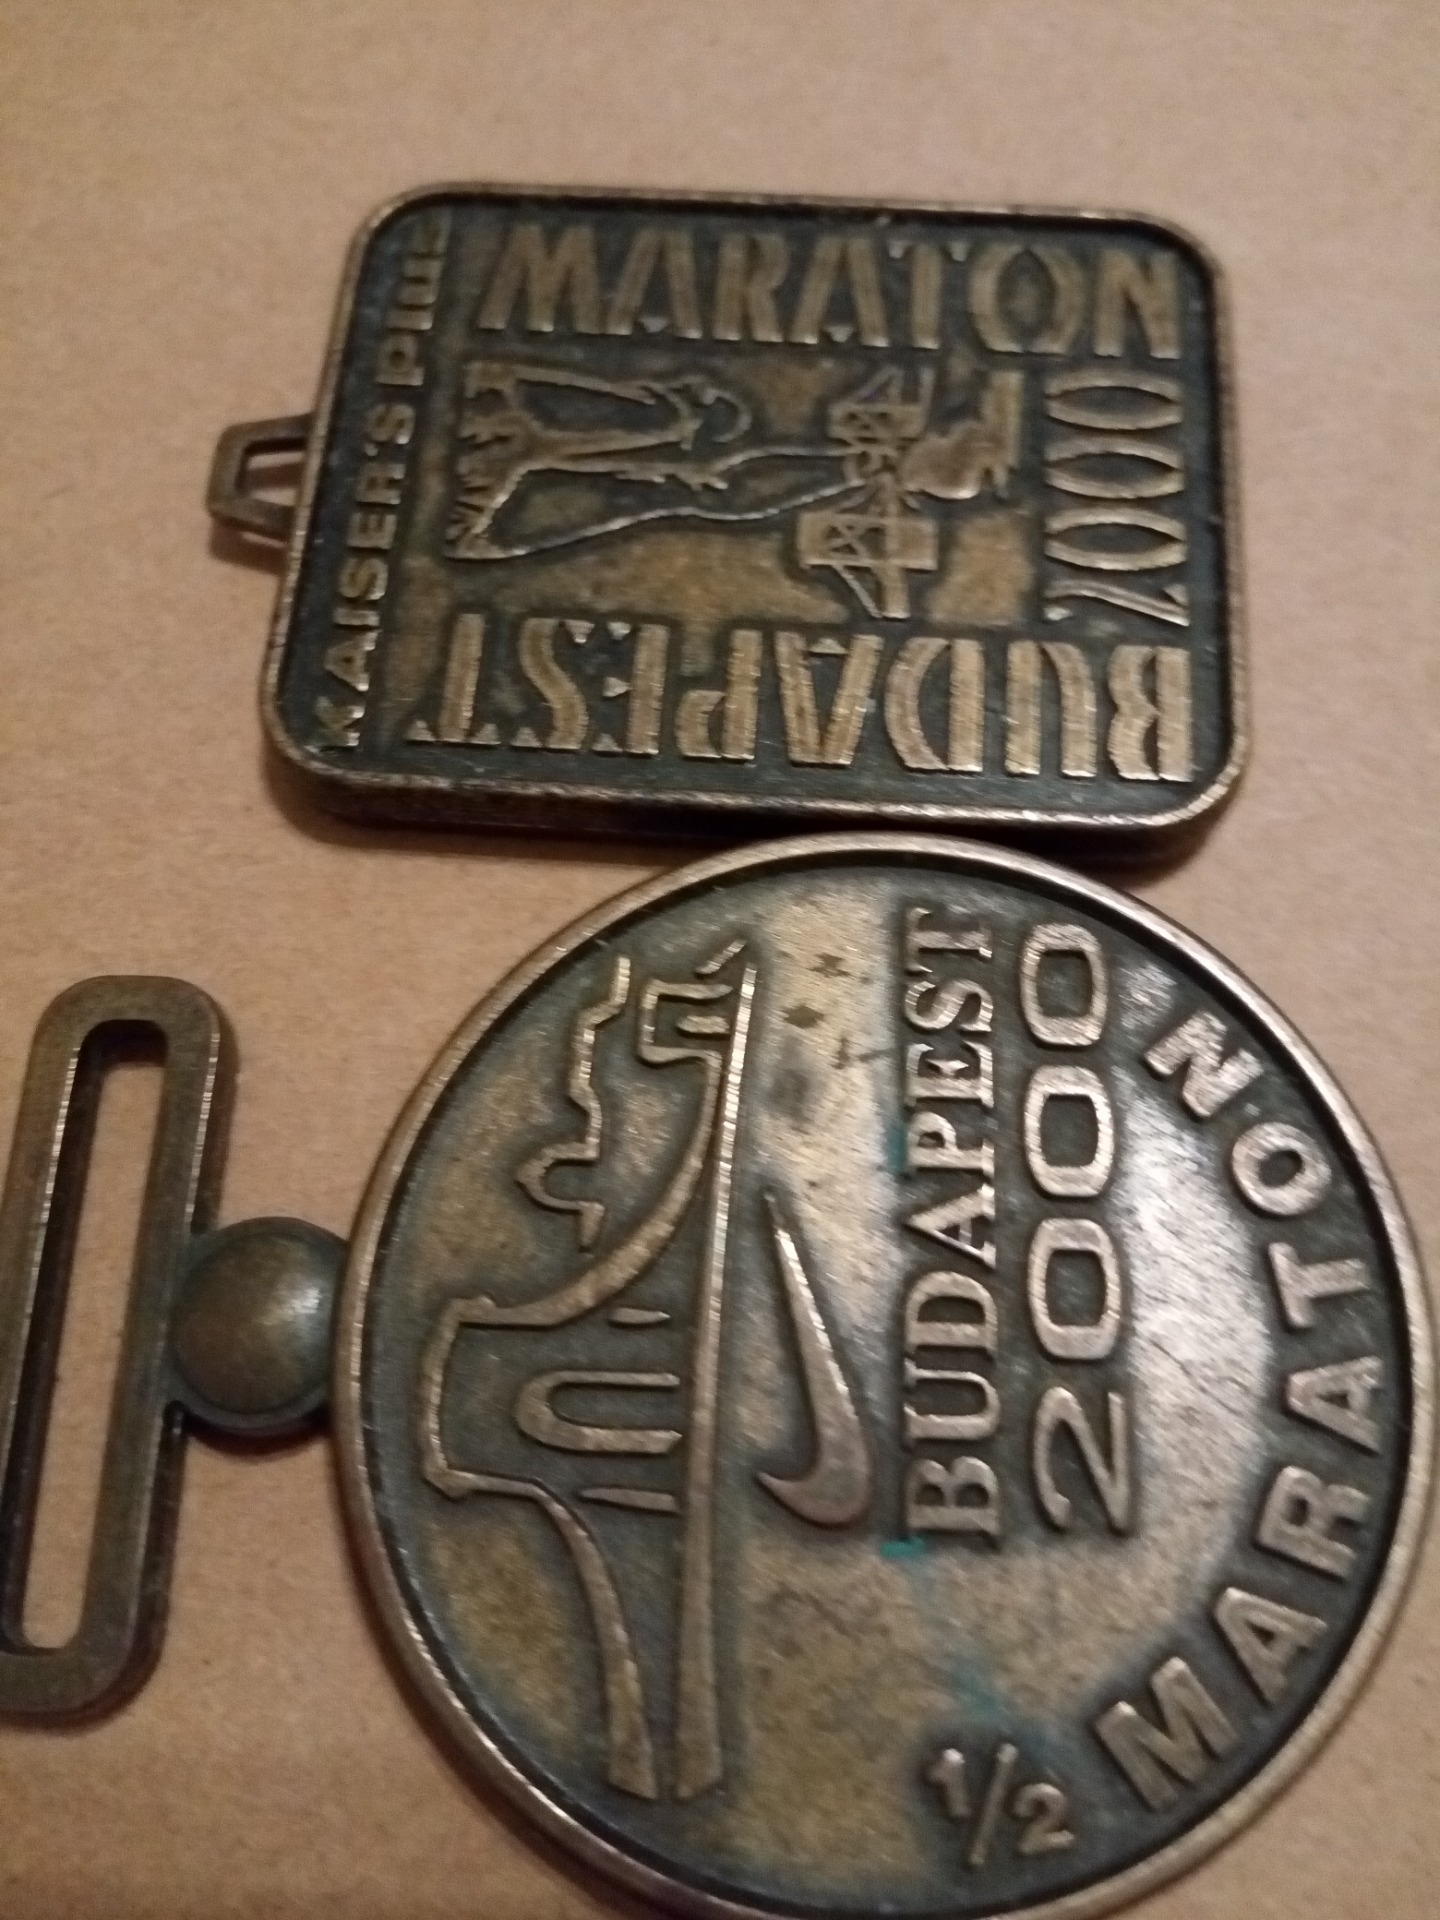 KAISER'S PLUS
BUDAPEST
MARATON
2000
BUDAPEST
2000
1/2 MARATON